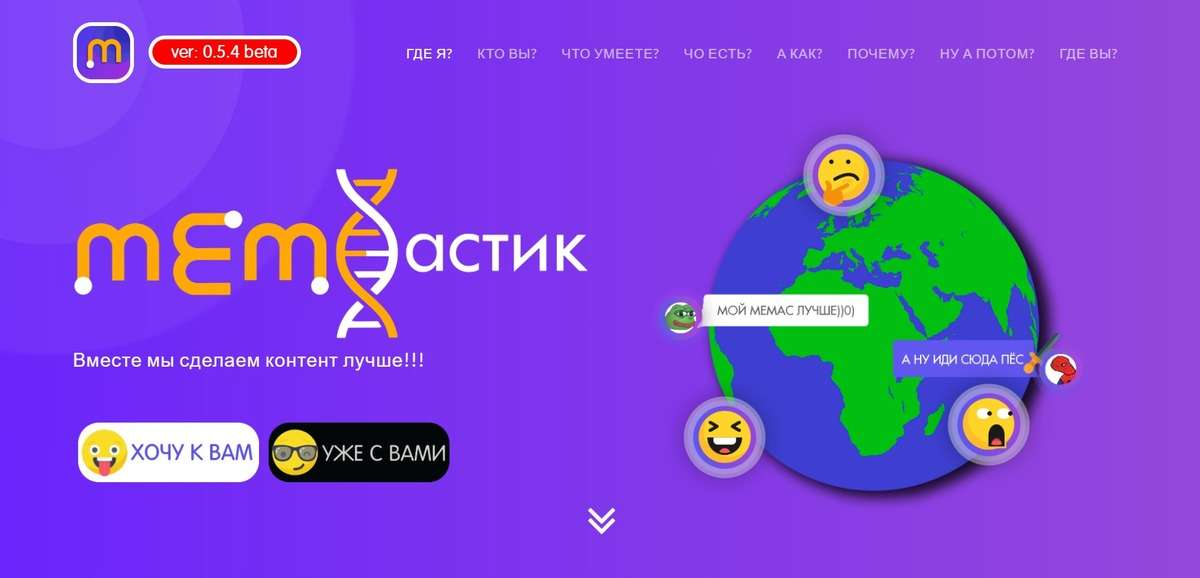 m
ver: 0.5.4 beta
ГДЕ Я? КТО ВЫ? ЧТО УМЕЕТЕ? ЧО ЕСТЬ? А КАК? ПОЧЕМУ? НУ А ПОТОМ? ГДЕ ВЫ?
мемастик
Вместе мы сделаем контент лучше!!!
ХОЧУ К ВАМ
УЖЕ С ВАМИ
МОЙ МЕМАС ЛУЧШЕ))0)
А НУ ИДИ СЮДА ПЁС